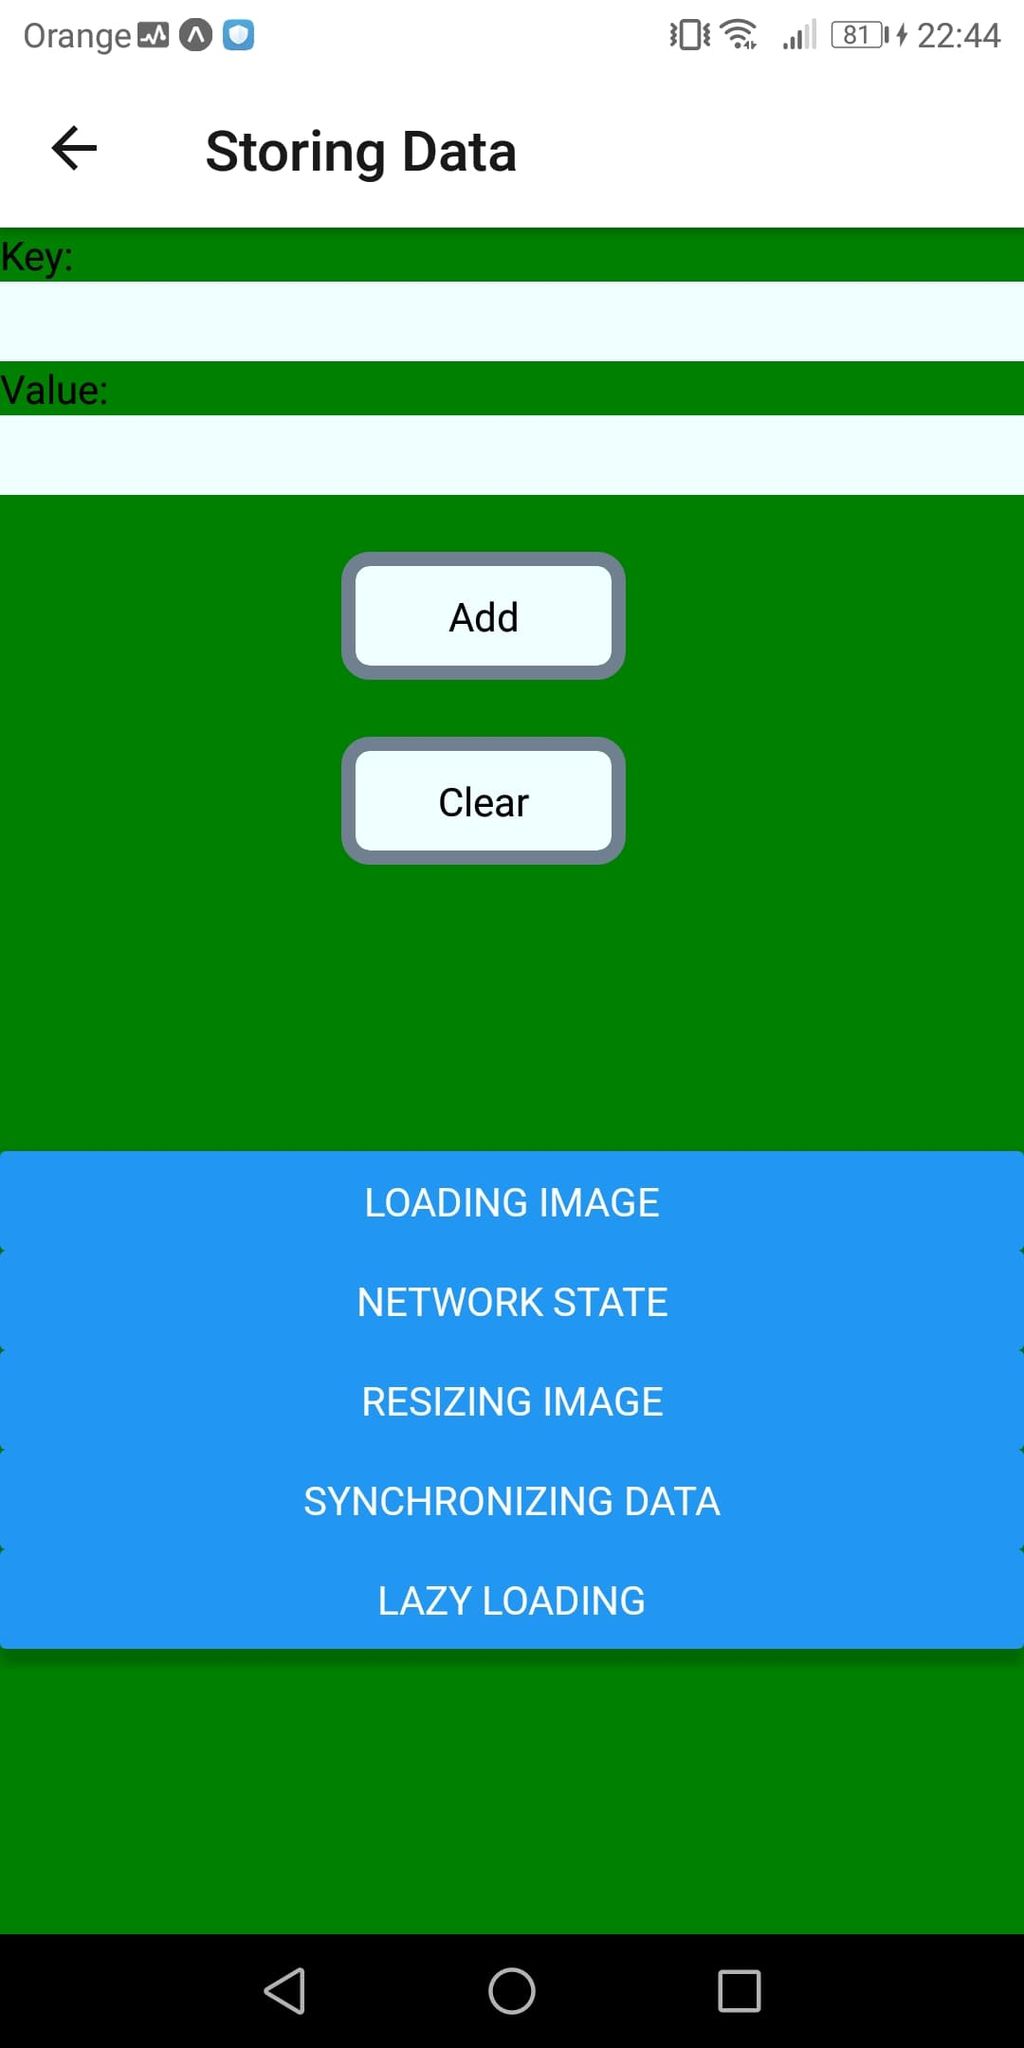 Orange 81 22:44
Storing Data
Key:
Value:
Add
Clear
LOADING IMAGE
NETWORK STATE
RESIZING IMAGE
SYNCHRONIZING DATA
LAZY LOADING